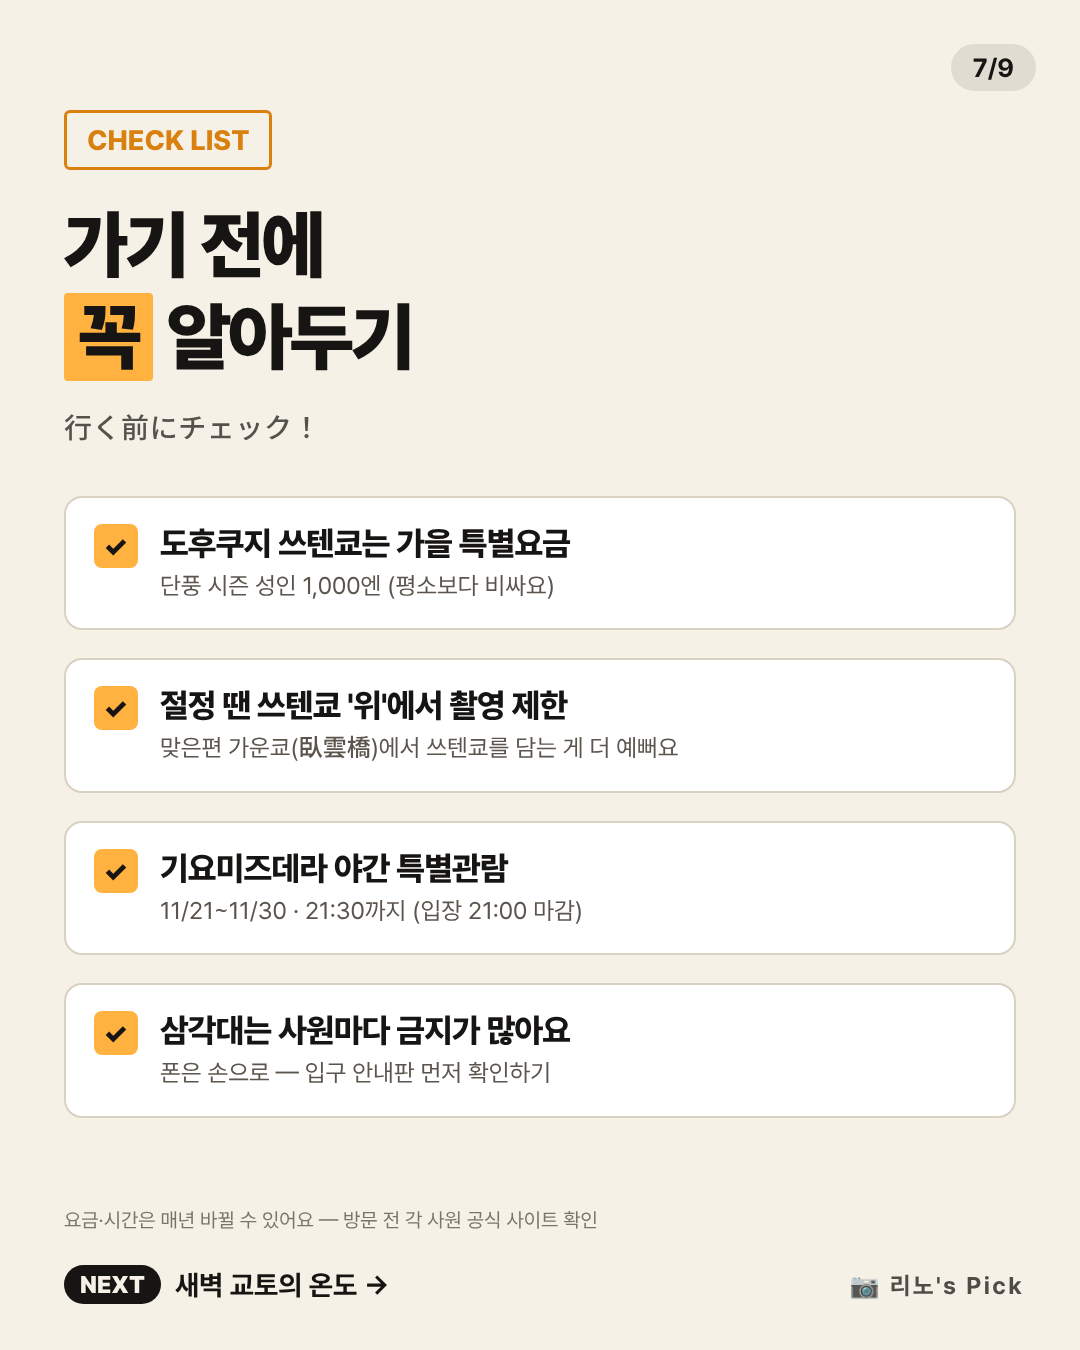 7/9
CHECK LIST
가기 전에
꼭 알아두기
行く前にチェック！
도후쿠지 쓰텐쿄는 가을 특별요금
단풍 시즌 성인 1,000엔 (평소보다 비싸요)
절정 땐 쓰텐쿄 '위'에서 촬영 제한
맞은편 가운쿄(臥雲橋)에서 쓰텐쿄를 담는 게 더 예뻐요
기요미즈데라 야간 특별관람
11/21~11/30 · 21:30까지 (입장 21:00 마감)
삼각대는 사원마다 금지가 많아요
폰은 손으로 — 입구 안내판 먼저 확인하기
요금·시간은 매년 바뀔 수 있어요 — 방문 전 각 사원 공식 사이트 확인
NEXT 새벽 교토의 온도 →
📷 리노's Pick